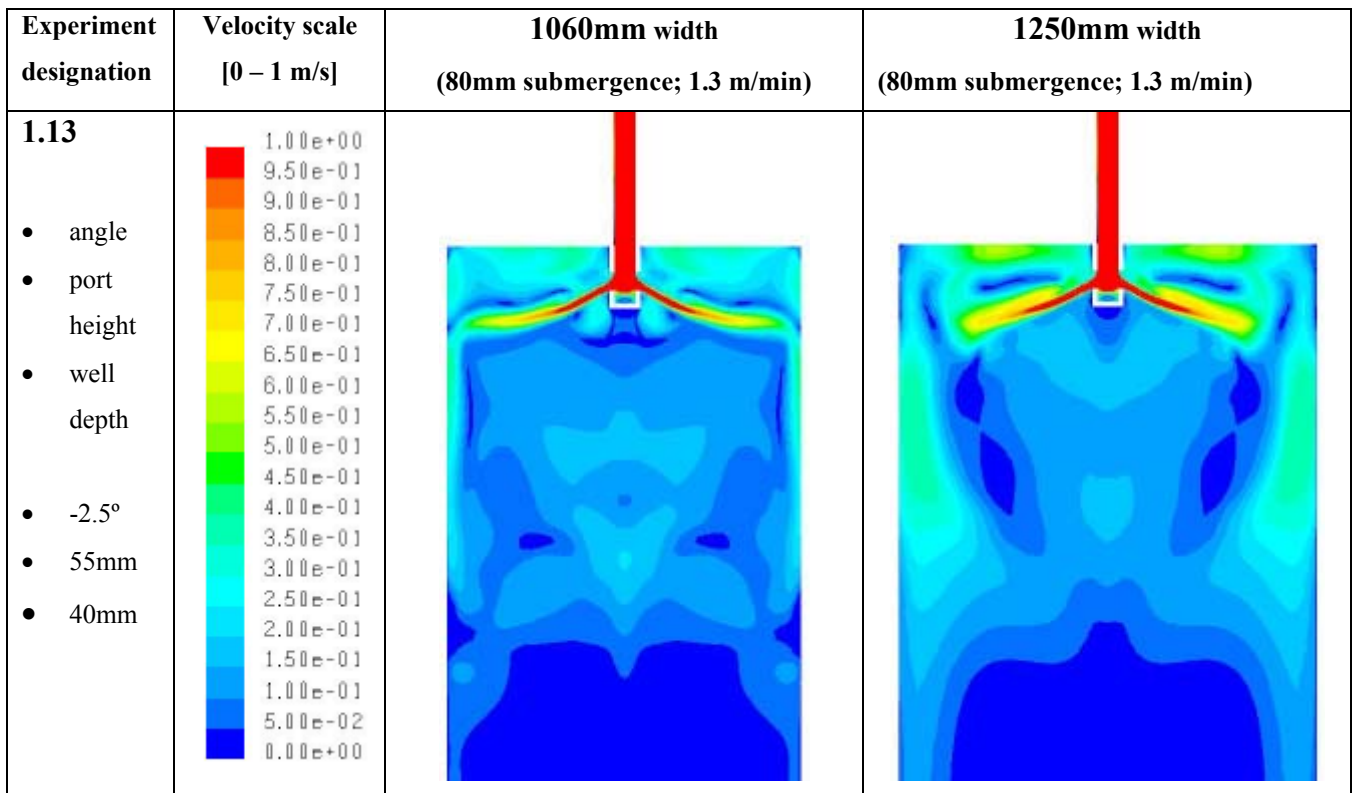 Experiment designation
Velocity scale
[0 – 1 m/s]
1060mm width
(80mm submergence; 1.3 m/min)
1250mm width
(80mm submergence; 1.3 m/min)
1.13
• angle
• port
height
• well
depth
• -2.5º
• 55mm
• 40mm
1.00e+00
9.50e-01
9.00e-01
8.50e-01
8.00e-01
7.50e-01
7.00e-01
6.50e-01
6.00e-01
5.50e-01
5.00e-01
4.50e-01
4.00e-01
3.50e-01
3.00e-01
2.50e-01
2.00e-01
1.50e-01
1.00e-01
5.00e-02
0.00e+00